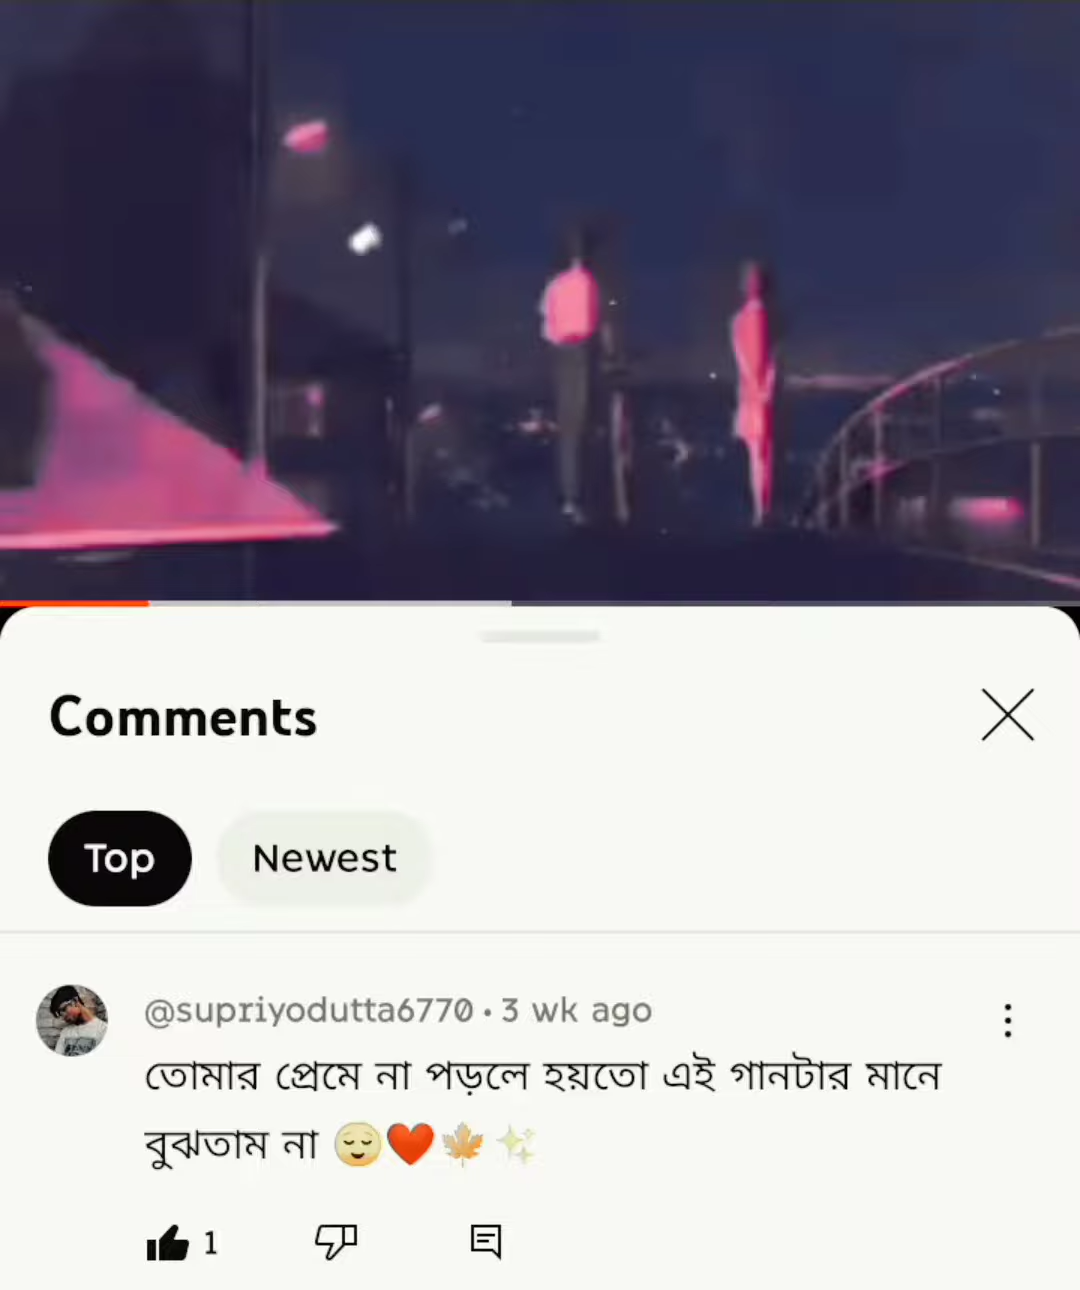 Comments
Top
Newest
@supriyodutta6770 · 3 wk ago
তোমার প্রেমে না পড়লে হয়তো এই গানটার মানে
বুঝতাম না 😌❤️🍁✨
1